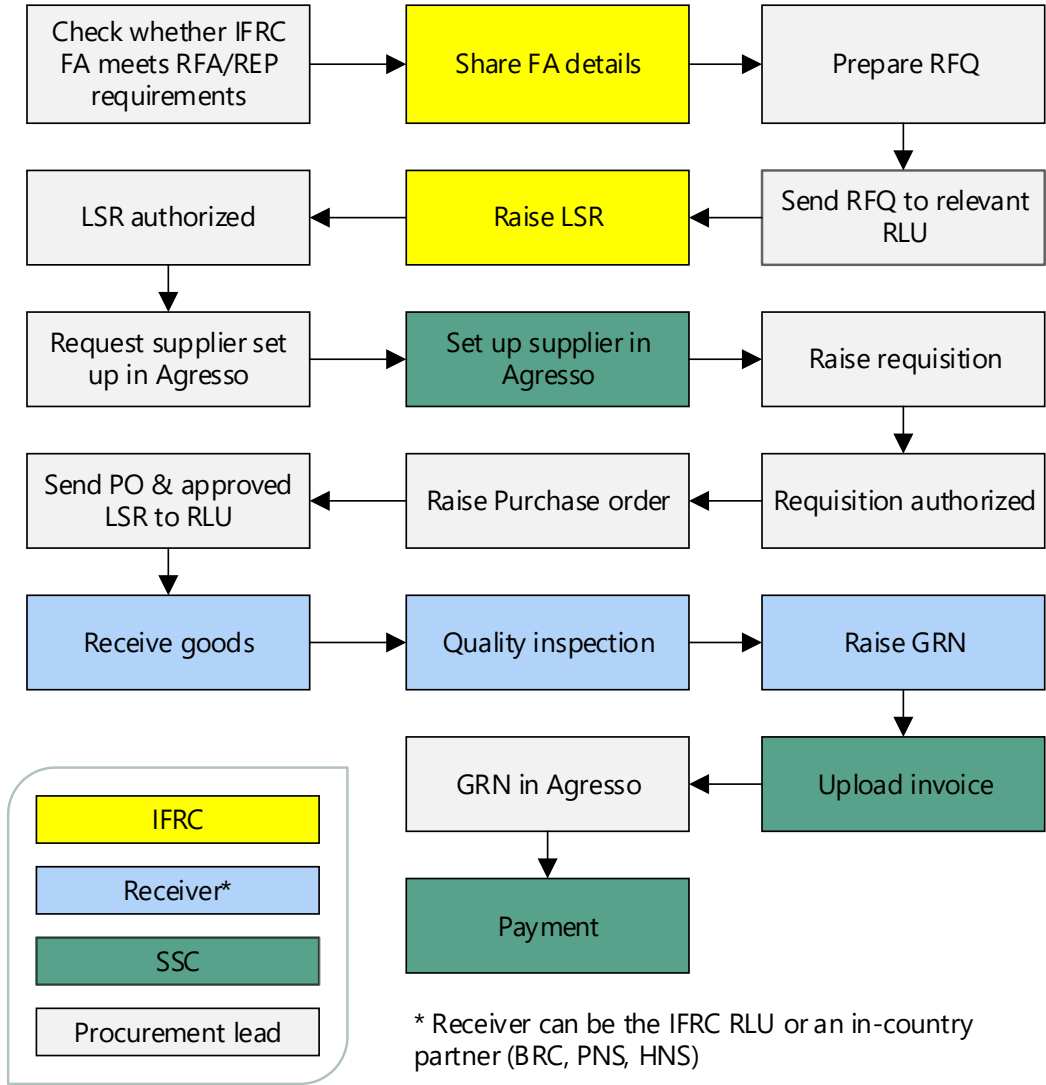 Check whether IFRC
FA meets RFA/REP
requirements
Share FA details
Prepare RFQ
Send RFQ to relevant
RLU
Raise LSR
LSR authorized
Request supplier set
up in Agresso
Set up supplier in
Agresso
Raise requisition
Requisition authorized
Raise Purchase order
Send PO & approved
LSR to RLU
Receive goods
Quality inspection
Raise GRN
Upload invoice
GRN in Agresso
Payment
IFRC
Receiver*
SSC
Procurement lead
* Receiver can be the IFRC RLU or an in-country
partner (BRC, PNS, HNS)